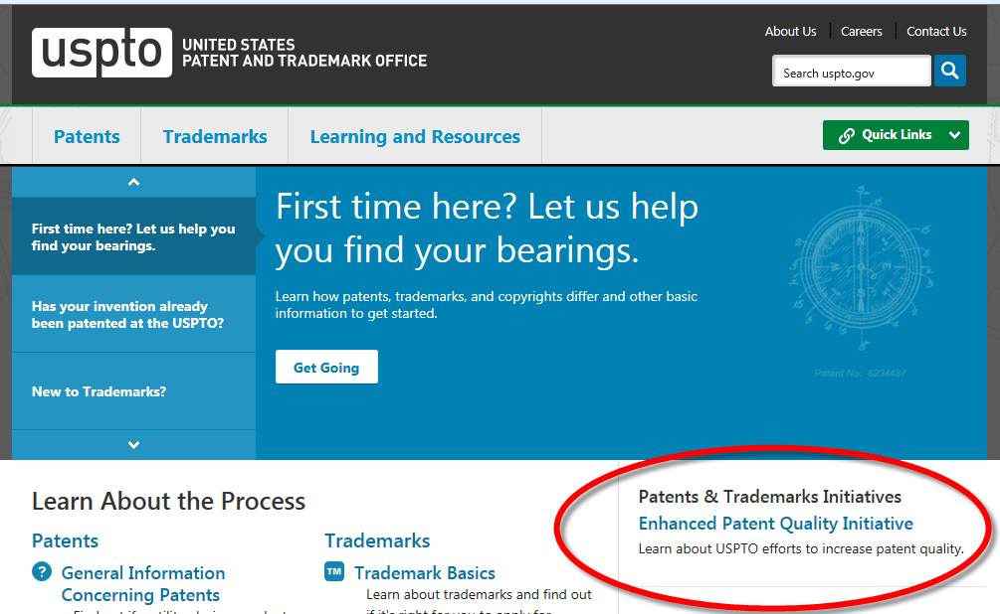 About Us
Careers
Contact Us
uspto
UNITED STATES
PATENT AND TRADEMARK OFFICE
Search uspto.gov
Patents
Trademarks
Learning and Resources
Quick Links
First time here? Let us help you
find your bearings.
Has your invention already
been patented at the USPTO?
New to Trademarks?
First time here? Let us help
you find your bearings.
Learn how patents, trademarks, and copyrights differ and other basic
information to get started.
Get Going
Patent No: 6234487
Learn About the Process
Patents
? General Information
Concerning Patents
Trademarks
TM Trademark Basics
Learn about trademarks and find out
if it's right for you to apply for
Patents & Trademarks Initiatives
Enhanced Patent Quality Initiative
Learn about USPTO efforts to increase patent quality.